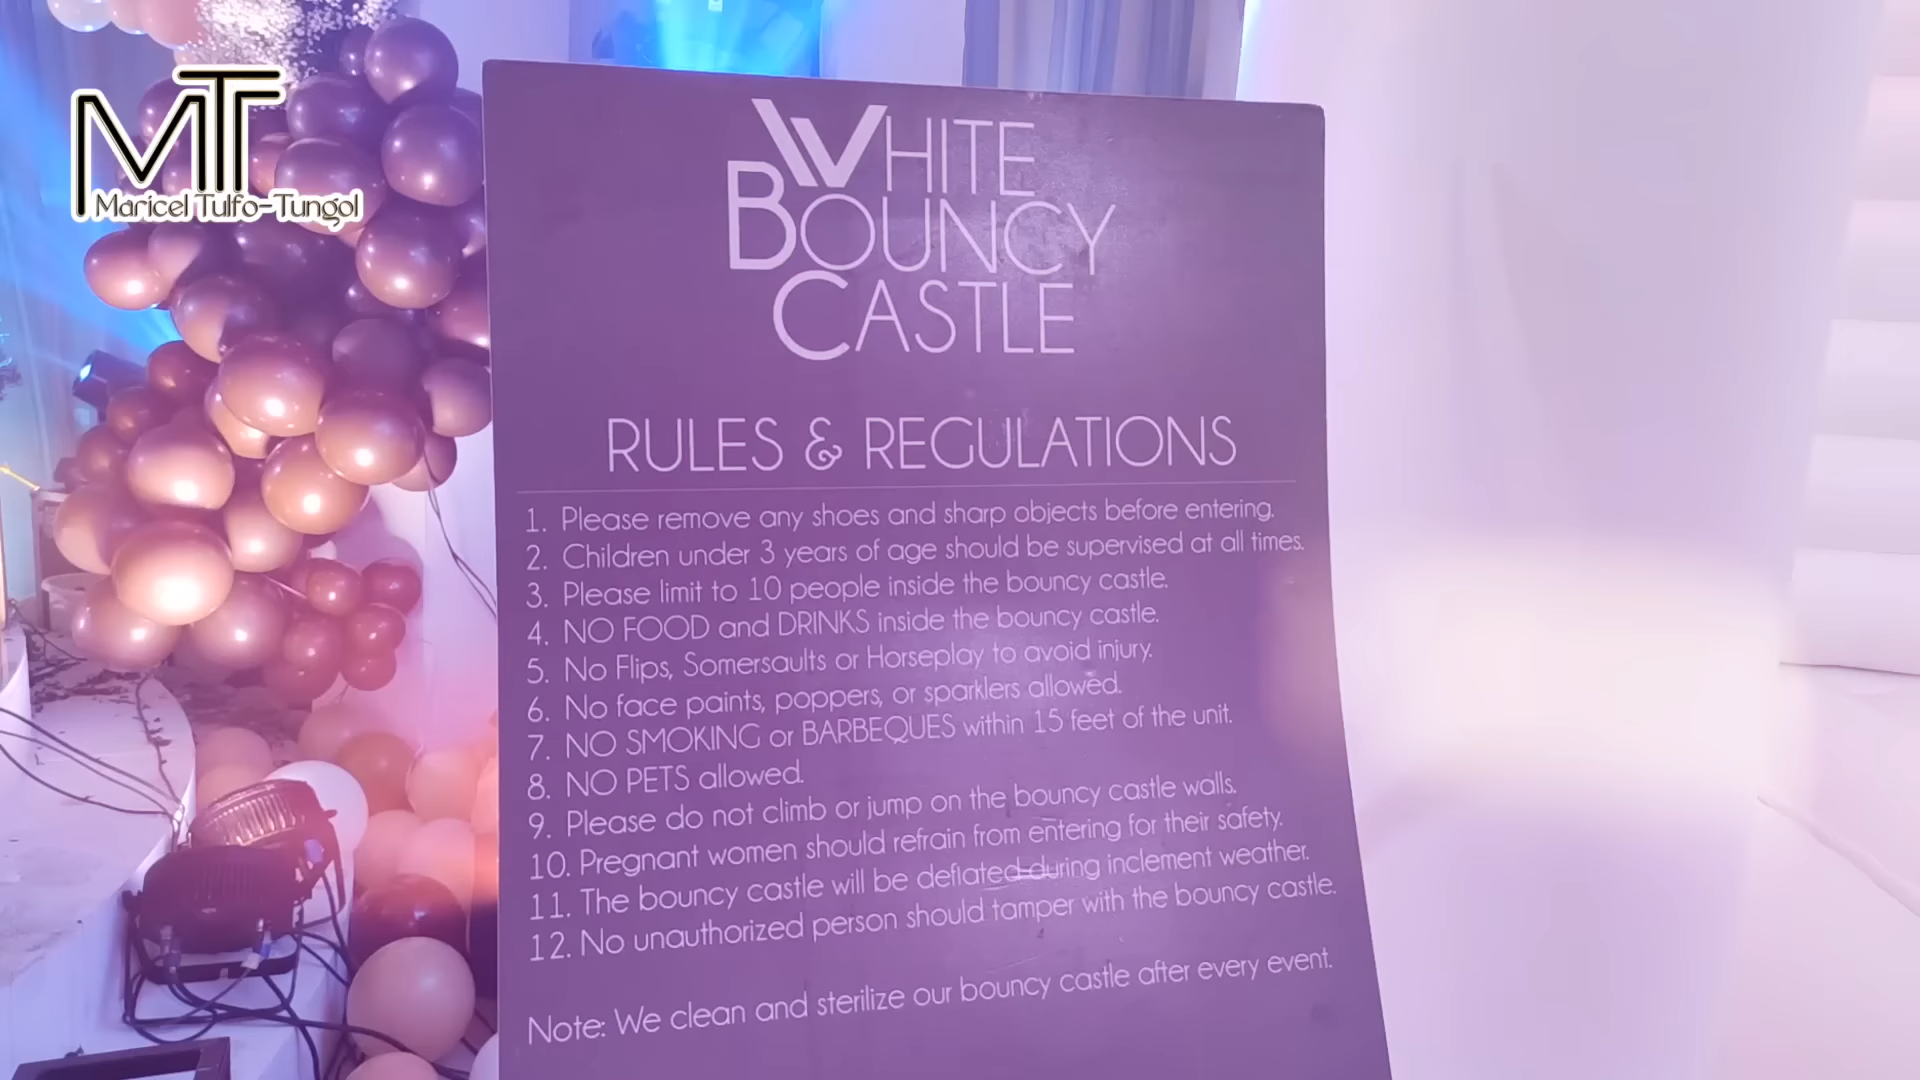 MT
Maricel Tulfo-Tungol
WHITE
BOUNCY
CASTLE
RULES & REGULATIONS
1. Please remove any shoes and sharp objects before entering.
2. Children under 3 years of age should be supervised at all times.
3. Please limit to 10 people inside the bouncy castle.
4. NO FOOD and DRINKS inside the bouncy castle.
5. No Flips, Somersaults or Horseplay to avoid injury.
6. No face paints, poppers, or sparklers allowed.
7. NO SMOKING or BARBEQUES within 15 feet of the unit.
8. NO PETS allowed.
9. Please do not climb or jump on the bouncy castle walls.
10. Pregnant women should refrain from entering for their safety.
11. The bouncy castle will be deflated during inclement weather.
12. No unauthorized person should tamper with the bouncy castle.
Note: We clean and sterilize our bouncy castle after every event.